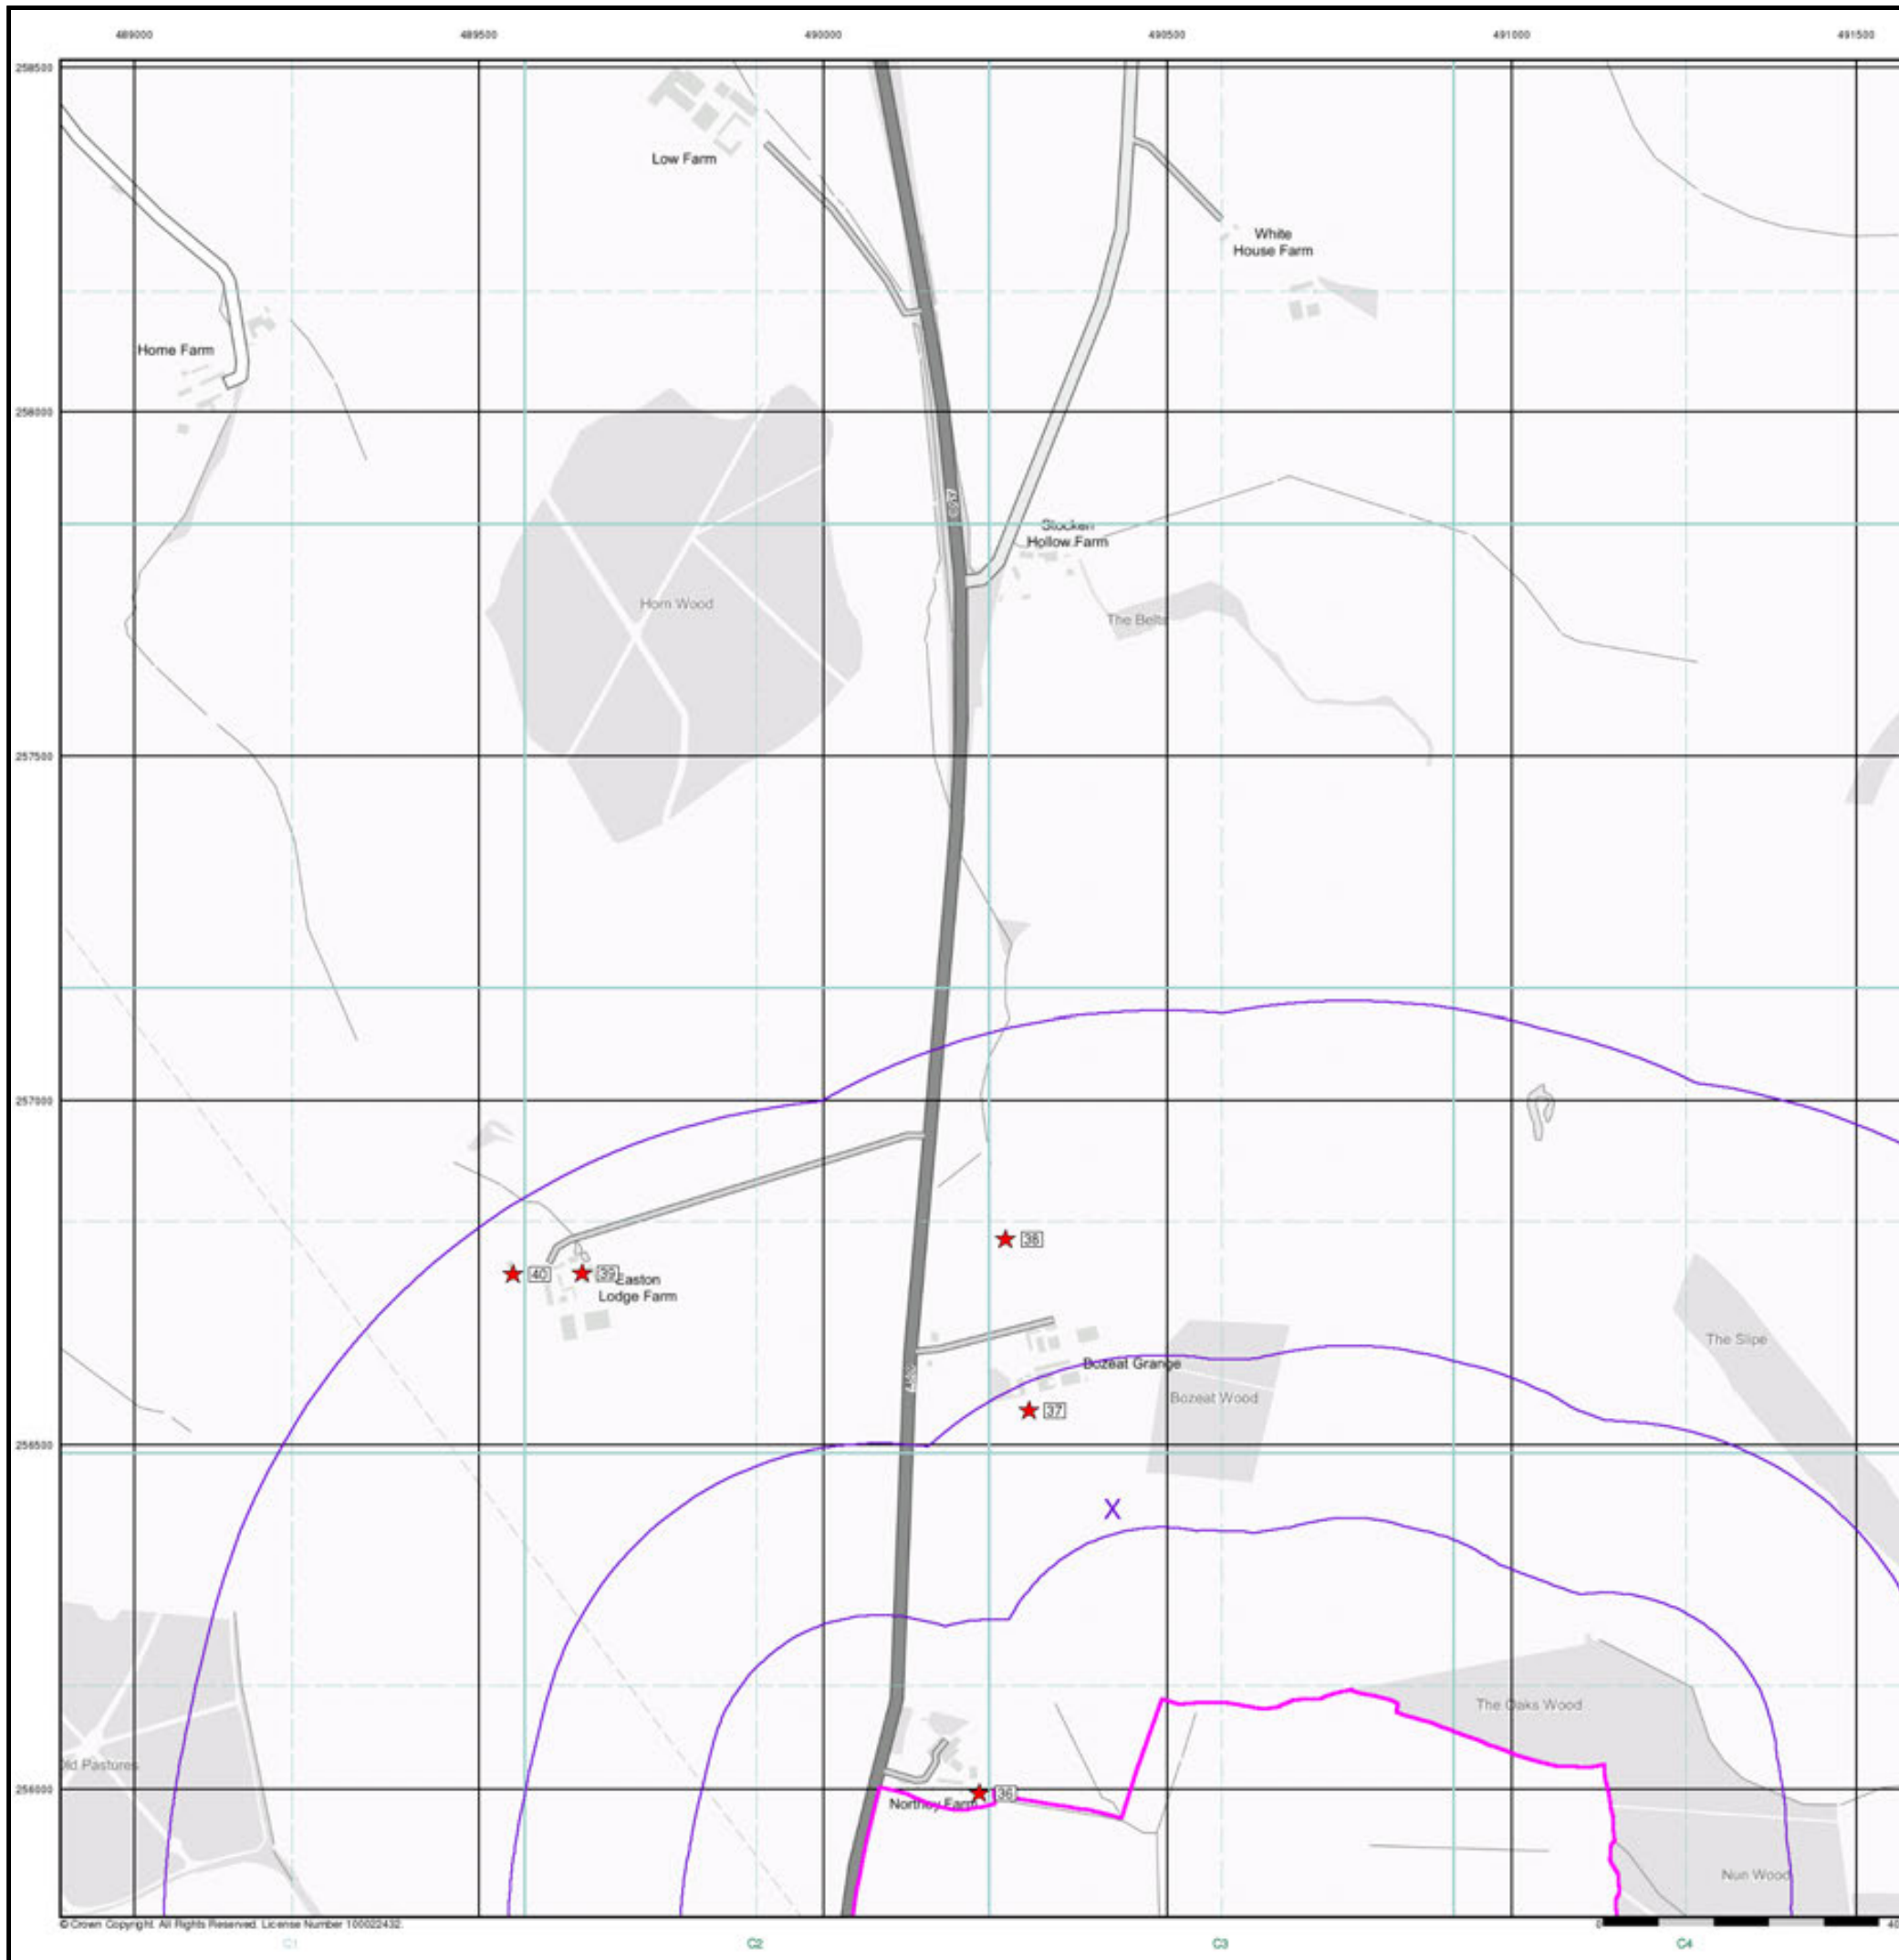 489000 489500 490000 490500 491000 491500
258500
Low Farm
White
House Farm
Home Farm
258000
A509
Stocken
Hollow Farm
Horn Wood
The Belts
257500
257000
38
40
39
Easton
Lodge Farm
The Slipe
Bozeat Grange
Bozeat Wood
37
256500
X
The Oaks Wood
Old Pastures
256000
36
Northey Farm
Nun Wood
© Crown Copyright. All Rights Reserved. License Number 100022432.
0
C1 C2 C3 C4